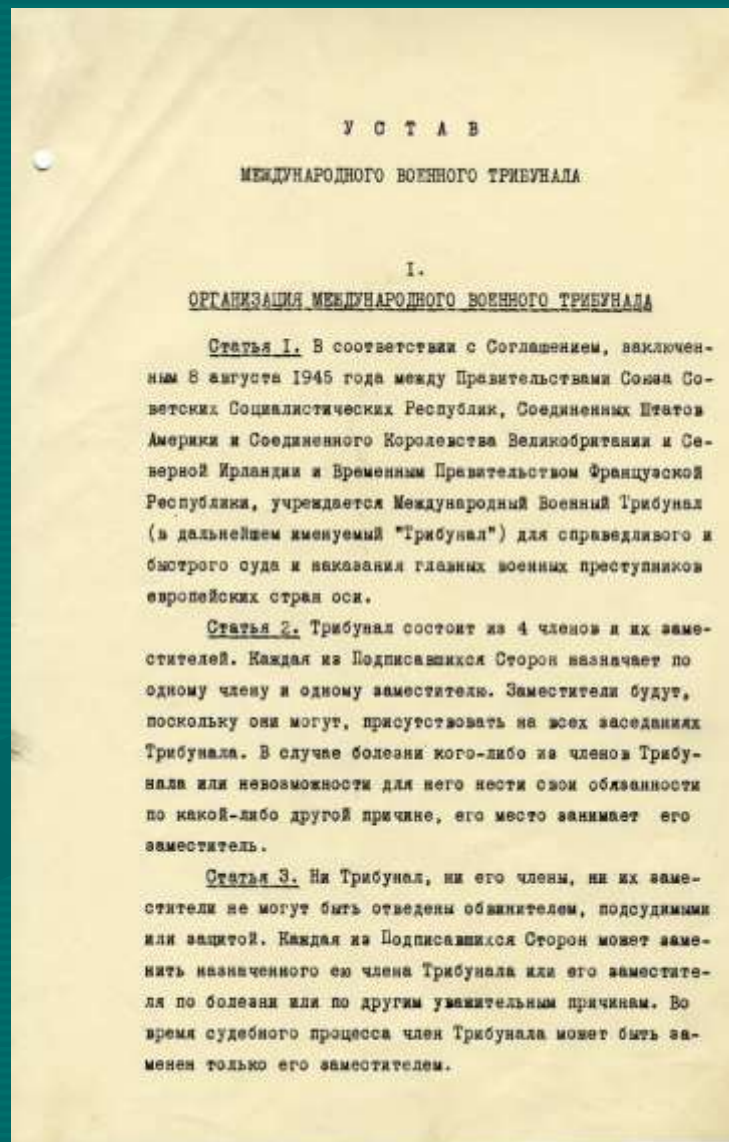 У С Т А В
МЕЖДУНАРОДНОГО ВОЕННОГО ТРИБУНАЛА
I.
ОРГАНИЗАЦИЯ МЕЖДУНАРОДНОГО ВОЕННОГО ТРИБУНАЛА
Статья I. В соответствии с Соглашением, заключен-
ным 8 августа 1945 года между Правительствами Союза Со-
ветских Социалистических Республик, Соединенных Штатов
Америки и Соединенного Королевства Великобритании и Се-
верной Ирландии и Временным Правительством Французской
Республики, учреждается Международный Военный Трибунал
(в дальнейшем именуемый "Трибунал") для справедливого и
быстрого суда и наказания главных военных преступников
европейских стран оси.
Статья 2. Трибунал состоит из 4 членов и их заме-
стителей. Каждая из Подписавшихся Сторон назначает по
одному члену и одному заместителю. Заместители будут,
поскольку они могут, присутствовать на всех заседаниях
Трибунала. В случае болезни кого-либо из членов Трибу-
нала или невозможности для него нести свои обязанности
по какой-либо другой причине, его место занимает его
заместитель.
Статья 3. Ни Трибунал, ни его члены, ни их заме-
стители не могут быть отведены обвинителем, подсудимыми
или защитой. Каждая из Подписавшихся Сторон может заме-
нить назначенного ею члена Трибунала или его заместите-
ля по болезни или по другим уважительным причинам. Во
время судебного процесса член Трибунала может быть за-
менен только его заместителем.